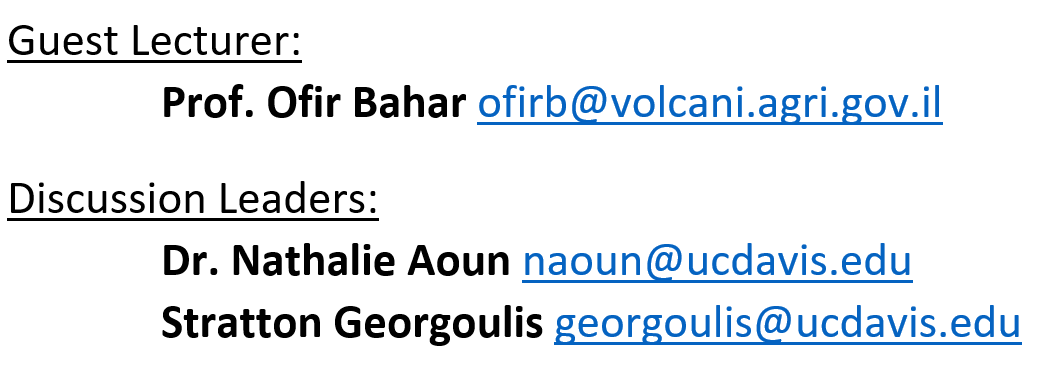 Guest Lecturer:
Prof. Ofir Bahar ofirb@volcani.agri.gov.il
Discussion Leaders:
Dr. Nathalie Aoun naoun@ucdavis.edu
Stratton Georgoulis georgoulis@ucdavis.edu